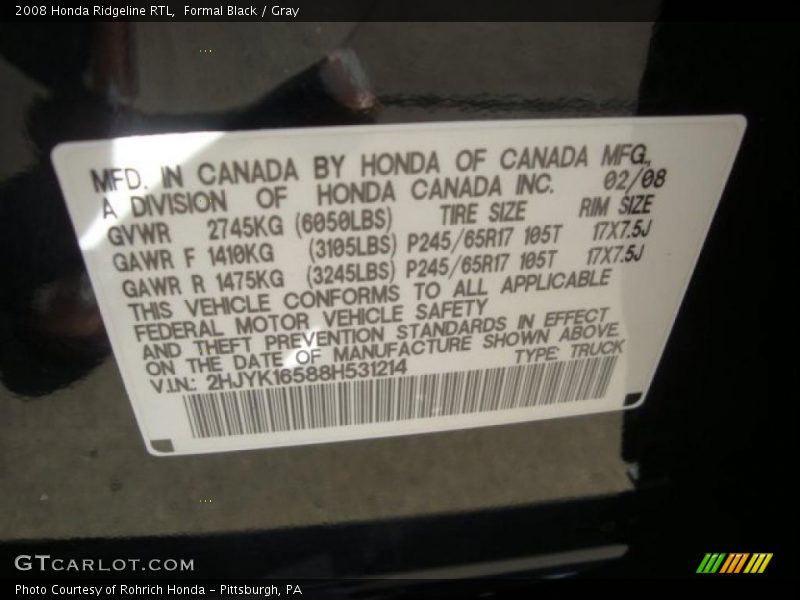 2008 Honda Ridgeline RTL,  Formal Black / Gray
MFD. IN CANADA BY HONDA OF CANADA MFG.,
A DIVISION OF HONDA CANADA INC. 02/08
GVWR 2745KG (6050LBS) TIRE SIZE RIM SIZE
GAWR F 1410KG (3105LBS) P245/65R17 105T 17X7.5J
GAWR R 1475KG (3245LBS) P245/65R17 105T 17X7.5J
THIS VEHICLE CONFORMS TO ALL APPLICABLE
FEDERAL MOTOR VEHICLE SAFETY
AND THEFT PREVENTION STANDARDS IN EFFECT
ON THE DATE OF MANUFACTURE SHOWN ABOVE.
V.I.N.: 2HJYK16588H531214 TYPE: TRUCK
GTCARLOT.COM
Photo Courtesy of Rohrich Honda - Pittsburgh, PA